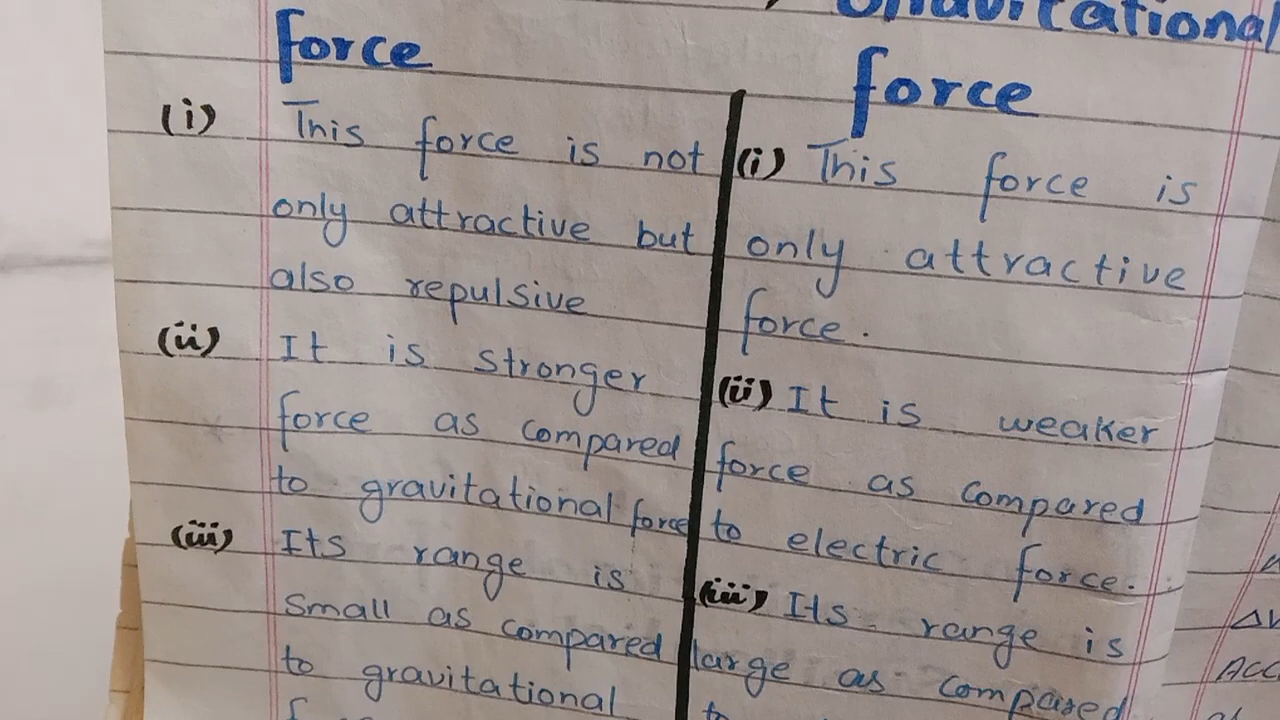 Gravitational
force
force
(i) This force is not
only attractive but
also repulsive
(ii) It is stronger
force as compared
to gravitational force
(iii) Its range is
small as compared
to gravitational
(i) This force is
only attractive
force.
(ii) It is weaker
force as compared
to electric force.
(iii) Its range is
large as compared
to